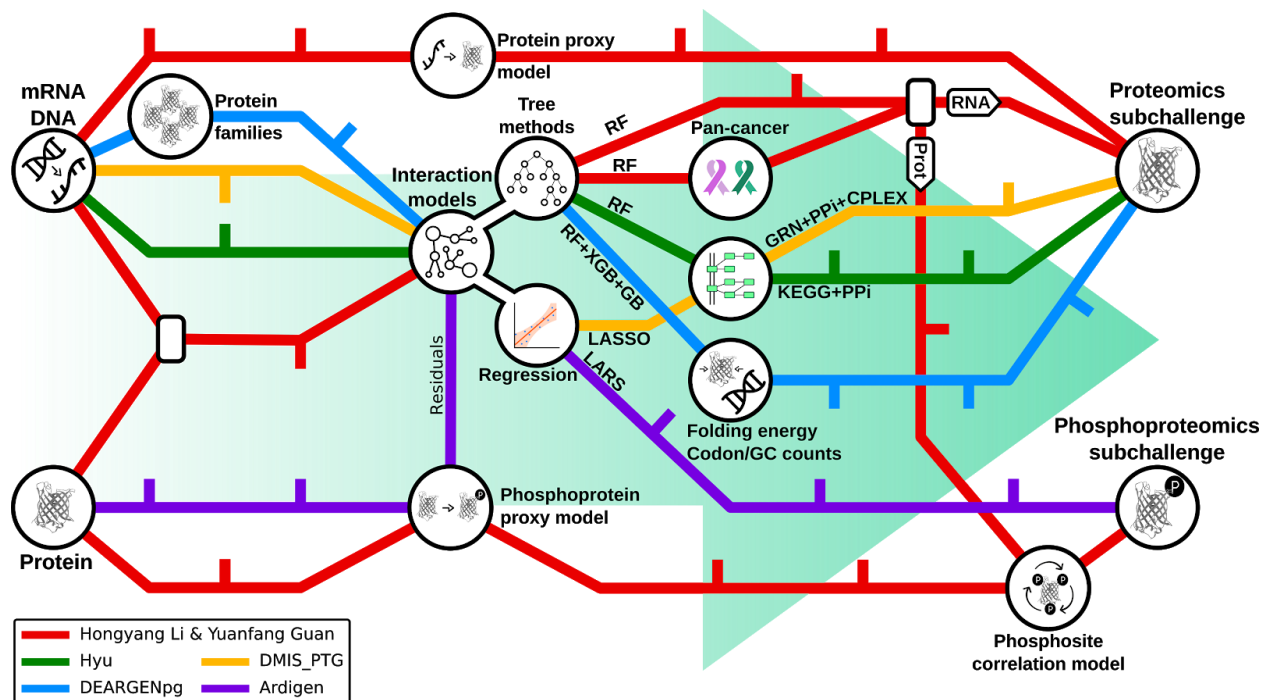 Protein proxy
model
mRNA
DNA
Protein
families
Tree
methods
RF
Pan-cancer
RNA
Proteomics
subchallenge
Interaction
models
RF
Prot
RF
GRN+PPi+CPLEX
RF+XGB+GB
KEGG+PPi
LASSO
Regression
LARS
Residuals
Folding energy
Codon/GC counts
Phosphoproteomics
subchallenge
P
Phosphoprotein
proxy model
P
Protein
P
P
P
Phosphosite
correlation model
Hongyang Li & Yuanfang Guan
Hyu
DMIS_PTG
DEARGENpg
Ardigen